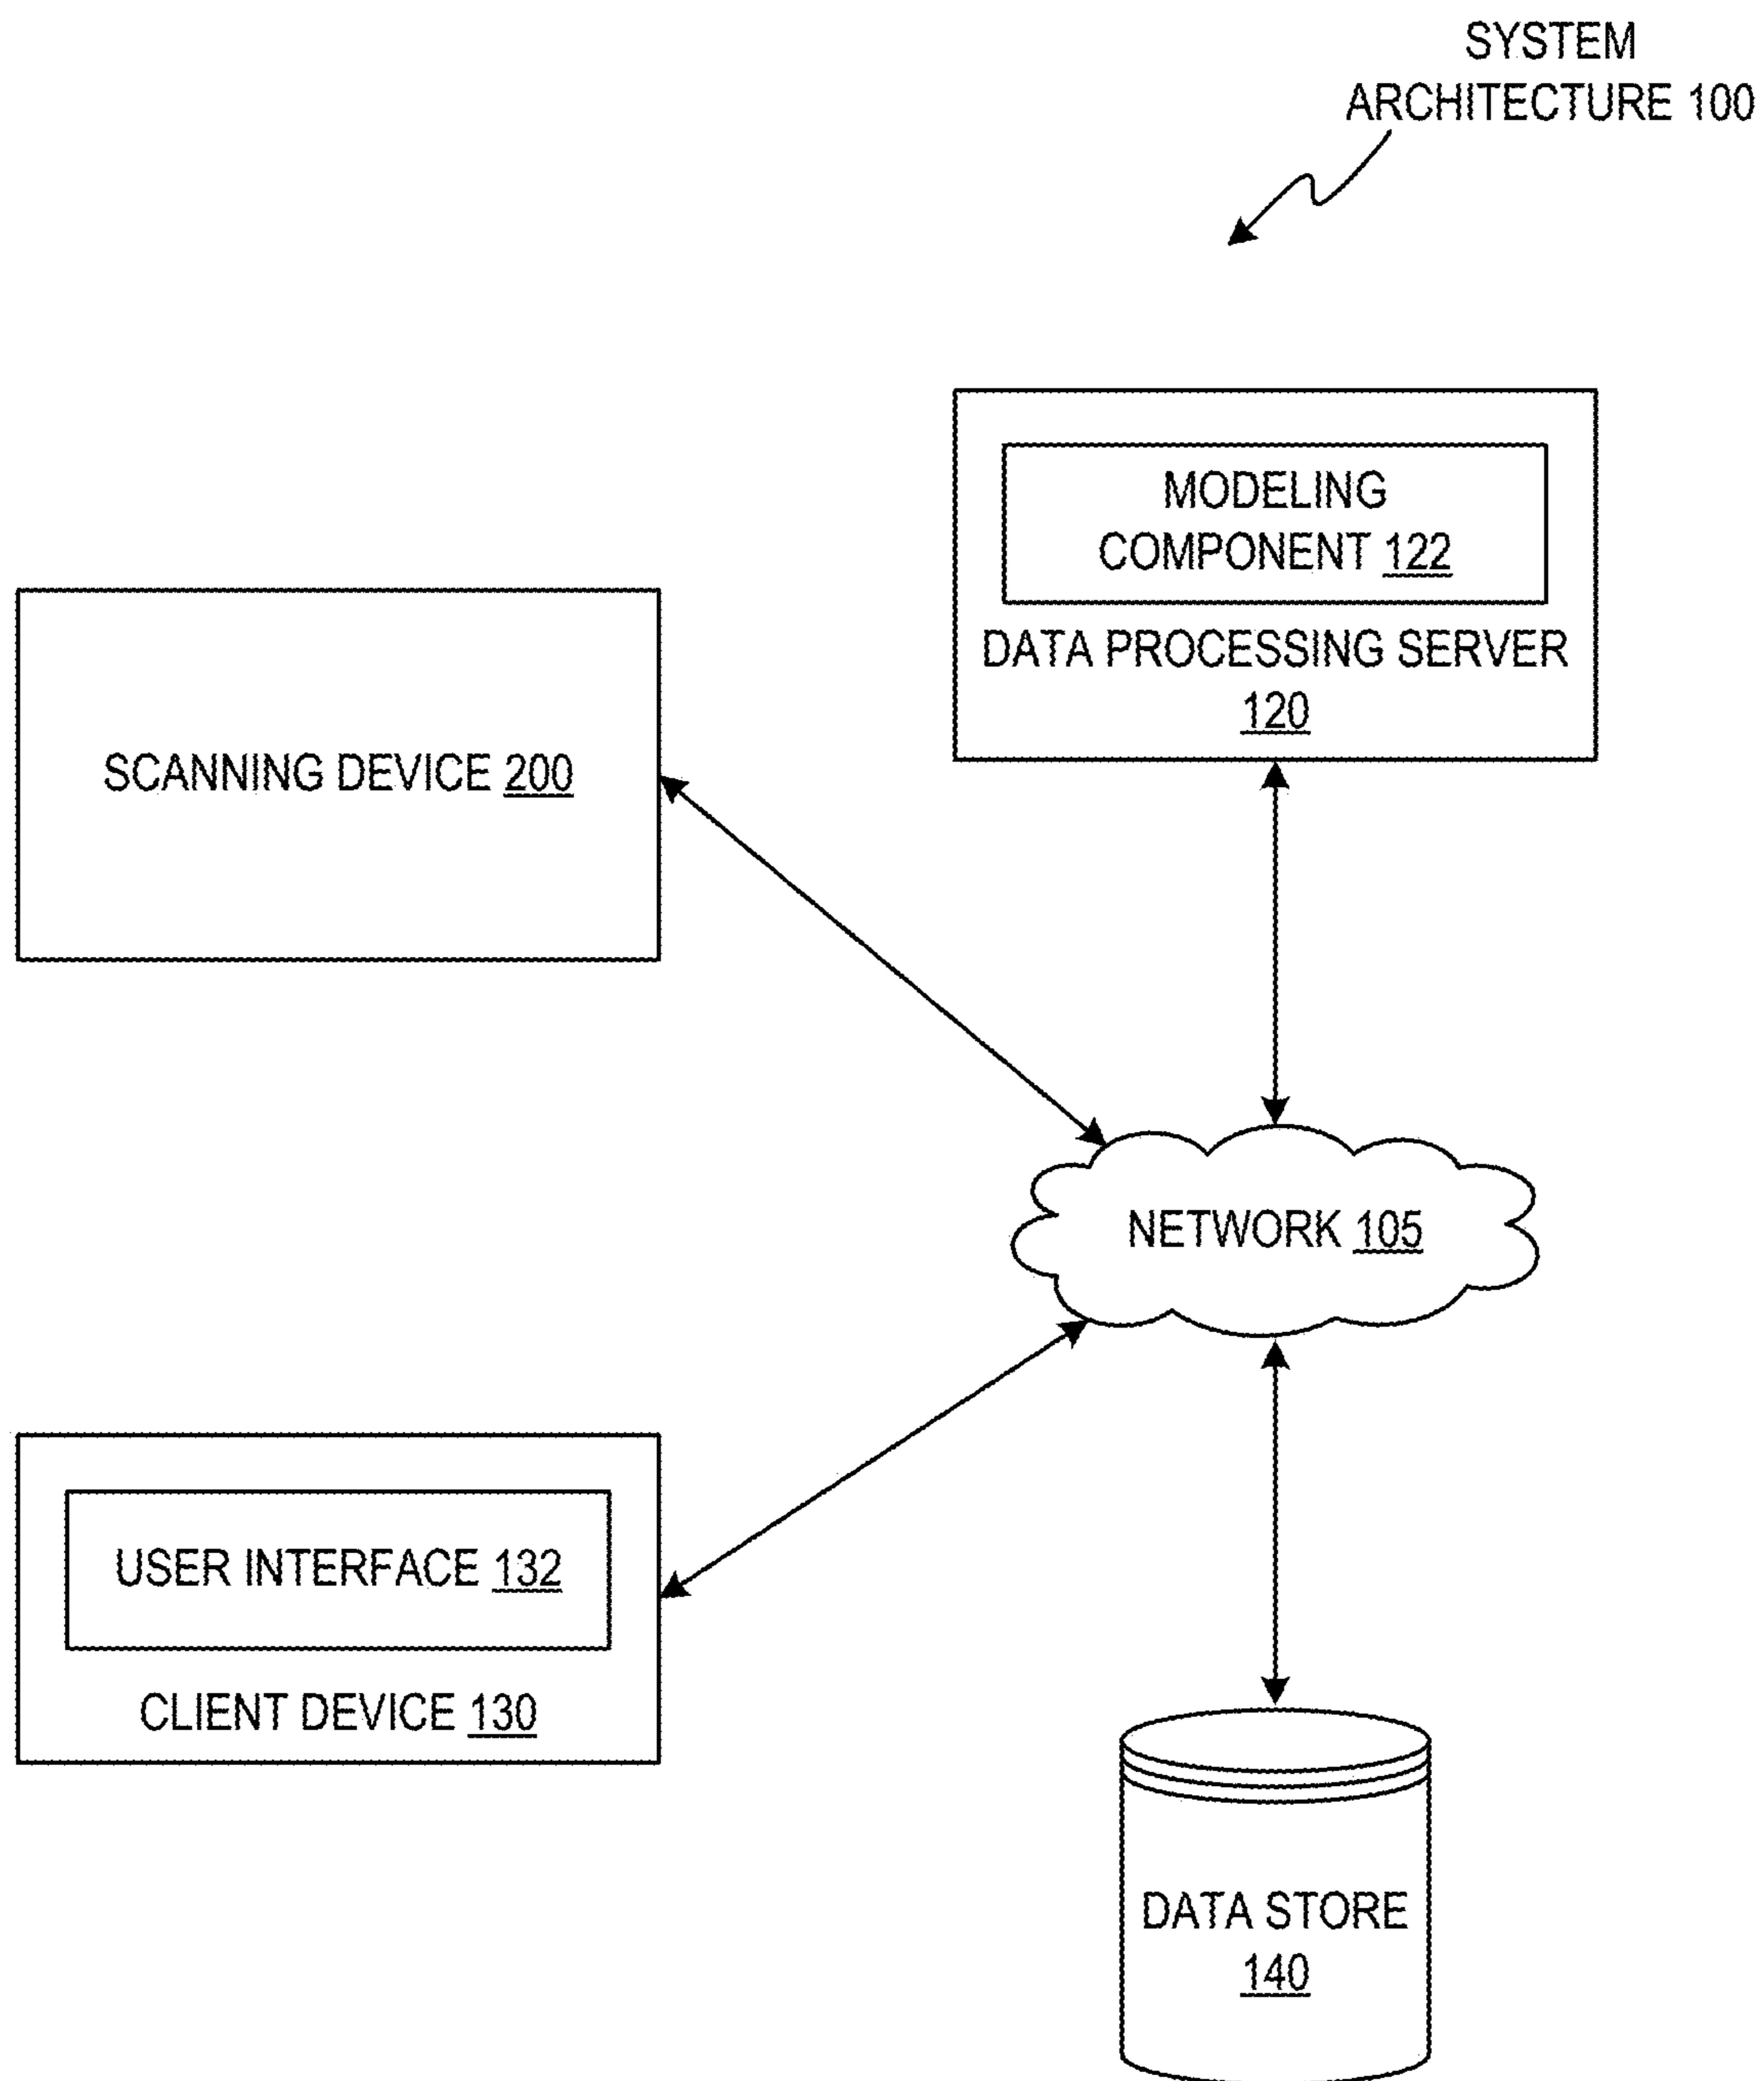 SYSTEM
ARCHITECTURE 100
MODELING
COMPONENT 122
DATA PROCESSING SERVER
120
SCANNING DEVICE 200
NETWORK 105
USER INTERFACE 132
CLIENT DEVICE 130
DATA STORE
140